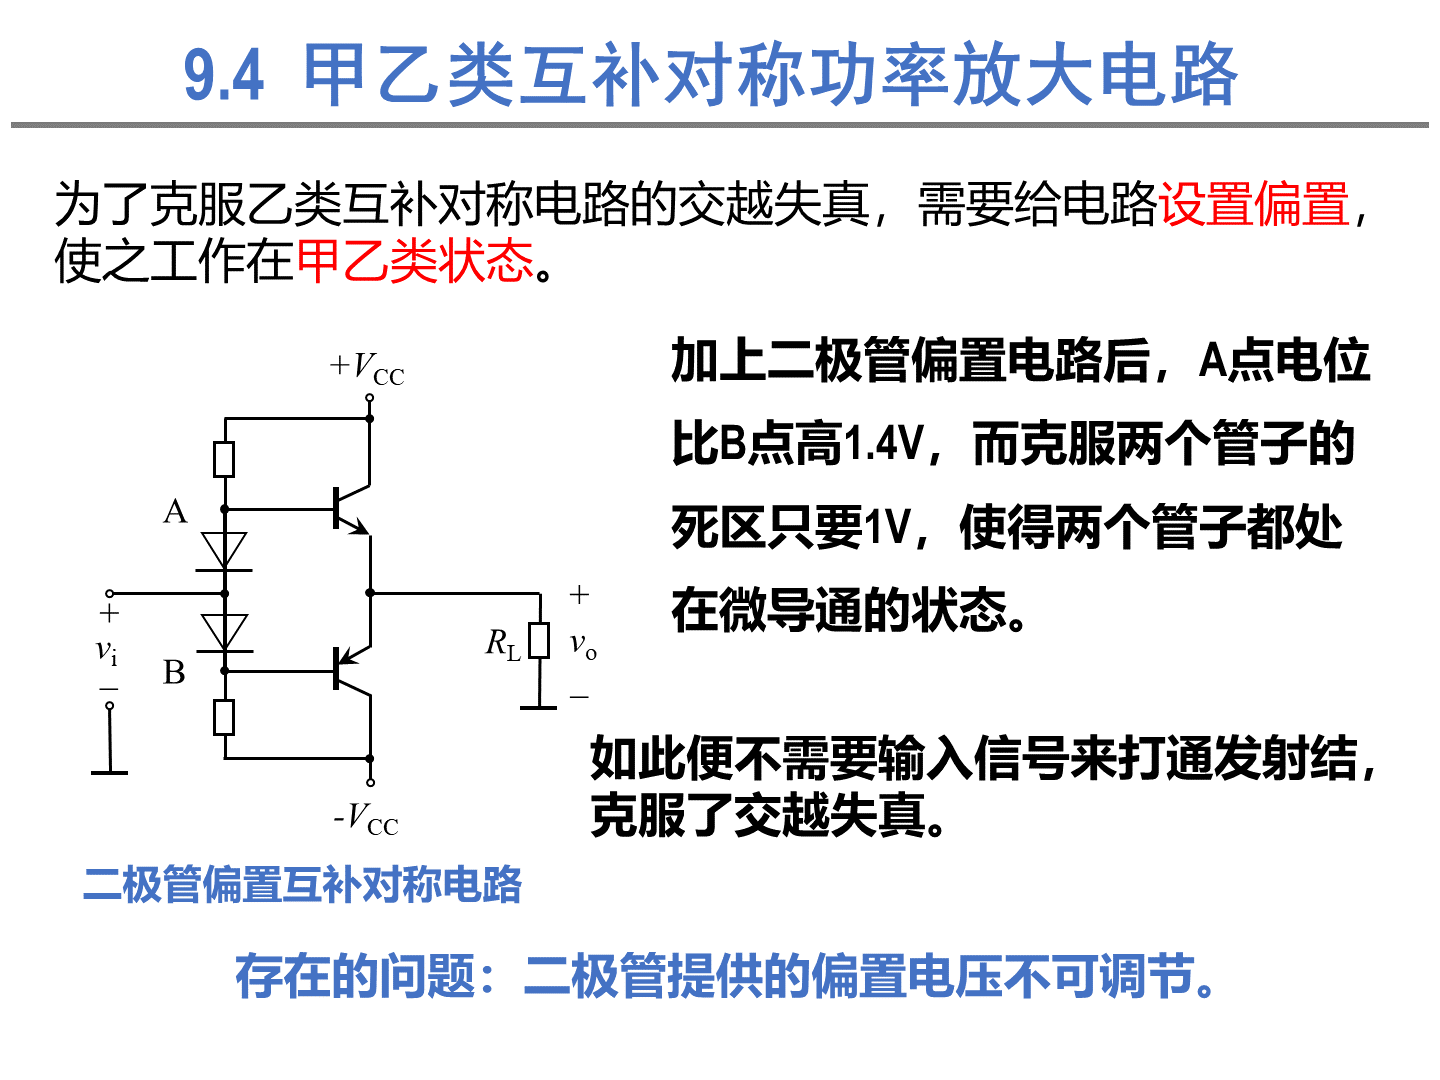 9.4 甲乙类互补对称功率放大电路
为了克服乙类互补对称电路的交越失真，需要给电路设置偏置，
使之工作在甲乙类状态。
加上二极管偏置电路后，A点电位
比B点高1.4V，而克服两个管子的
死区只要1V，使得两个管子都处
在微导通的状态。
+VCC
A
+
vi
–
B
RL
+
vo
–
-VCC
如此便不需要输入信号来打通发射结，
克服了交越失真。
二极管偏置互补对称电路
存在的问题：二极管提供的偏置电压不可调节。